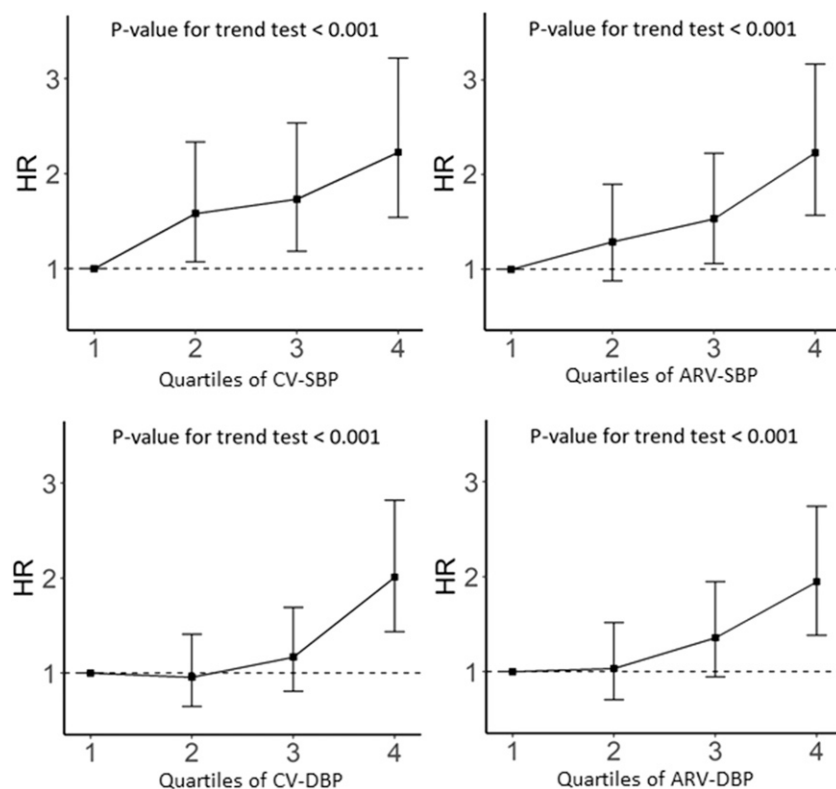 P-value for trend test < 0.001
3
2
1
HR
1 2 3 4
Quartiles of CV-SBP
P-value for trend test < 0.001
3
2
1
HR
1 2 3 4
Quartiles of ARV-SBP
P-value for trend test < 0.001
3
2
1
HR
1 2 3 4
Quartiles of CV-DBP
P-value for trend test < 0.001
3
2
1
HR
1 2 3 4
Quartiles of ARV-DBP